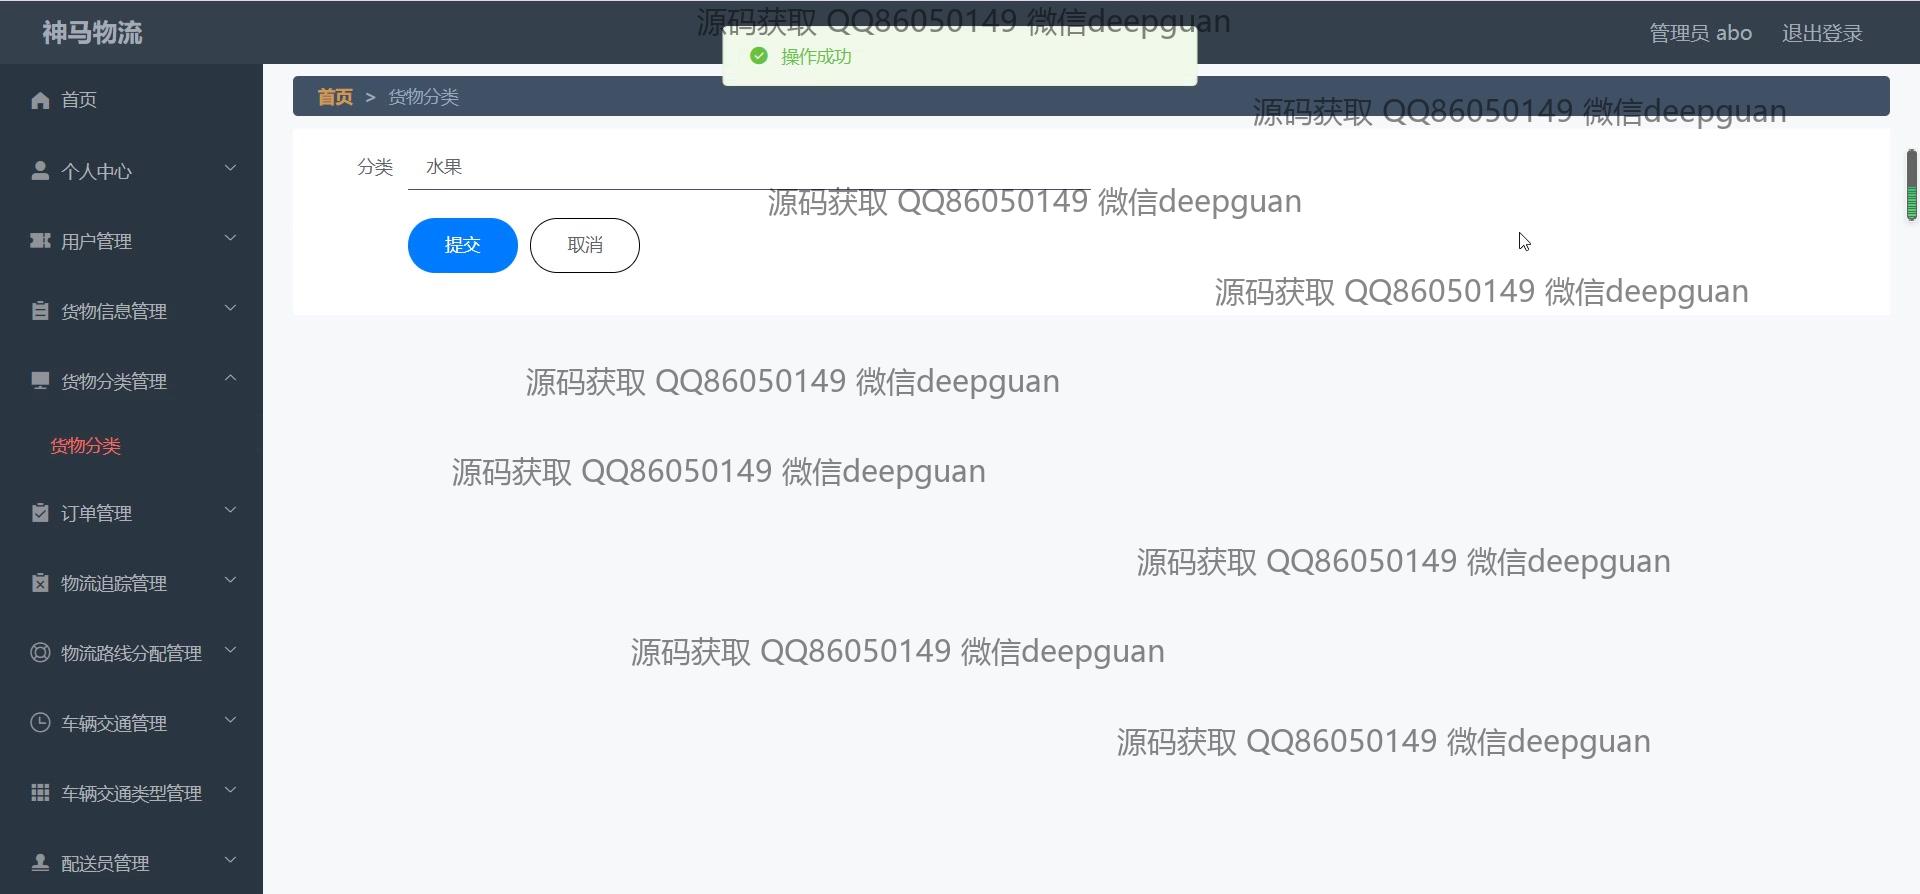 源码获取 QQ86050149 微信deepguan
神马物流
管理员 abo
退出登录
操作成功
首页
首页 > 货物分类
源码获取 QQ86050149 微信deepguan
个人中心
分类 水果
源码获取 QQ86050149 微信deepguan
用户管理
提交 取消
源码获取 QQ86050149 微信deepguan
货物信息管理
货物分类管理
源码获取 QQ86050149 微信deepguan
货物分类
源码获取 QQ86050149 微信deepguan
订单管理
源码获取 QQ86050149 微信deepguan
物流追踪管理
物流路线分配管理
源码获取 QQ86050149 微信deepguan
车辆交通管理
源码获取 QQ86050149 微信deepguan
车辆交通类型管理
配送员管理